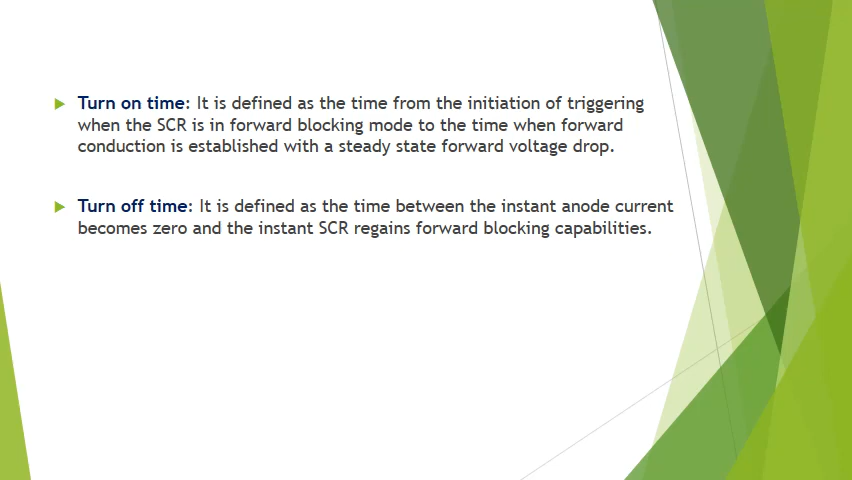 Turn on time: It is defined as the time from the initiation of triggering
when the SCR is in forward blocking mode to the time when forward
conduction is established with a steady state forward voltage drop.
Turn off time: It is defined as the time between the instant anode current
becomes zero and the instant SCR regains forward blocking capabilities.